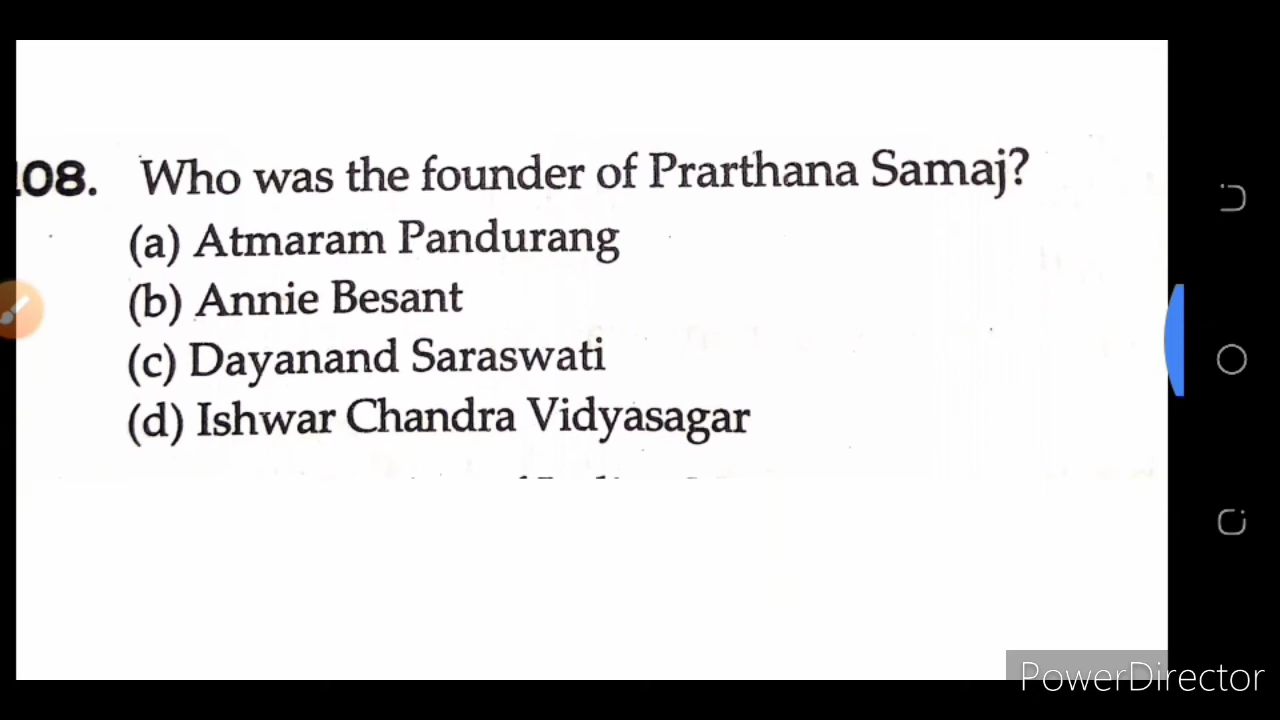 108. Who was the founder of Prarthana Samaj?
(a) Atmaram Pandurang
(b) Annie Besant
(c) Dayanand Saraswati
(d) Ishwar Chandra Vidyasagar
PowerDirector